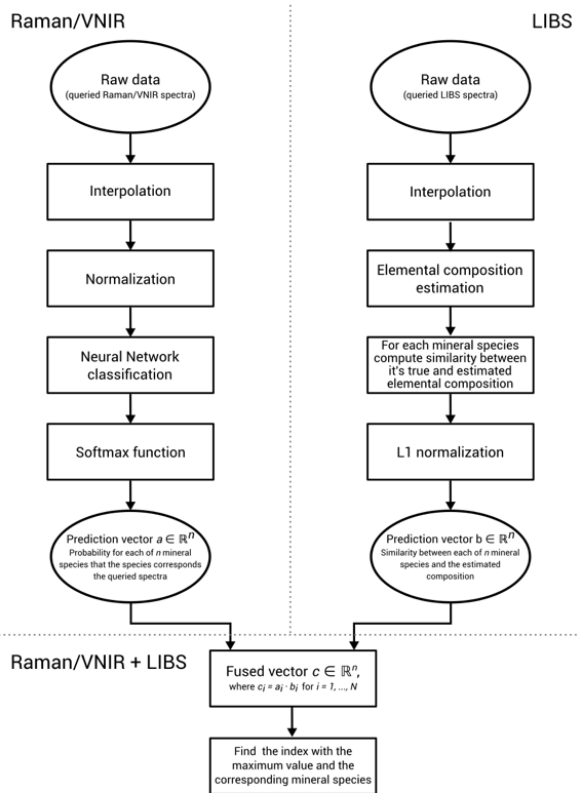 Raman/VNIR
Raw data
(queried Raman/VNIR spectra)
Interpolation
Normalization
Neural Network
classification
Softmax function
Prediction vector a ∈ ℝⁿ
Probability for each of n mineral
species that the species corresponds
the queried spectra
LIBS
Raw data
(queried LIBS spectra)
Interpolation
Elemental composition
estimation
For each mineral species
compute similarity between
it's true and estimated
elemental composition
L1 normalization
Prediction vector b ∈ ℝⁿ
Similarity between each of n mineral
species and the estimated
composition
Raman/VNIR + LIBS
Fused vector c ∈ ℝⁿ,
where cᵢ = aᵢ · bᵢ for i = 1, ..., N
Find the index with the
maximum value and the
corresponding mineral species